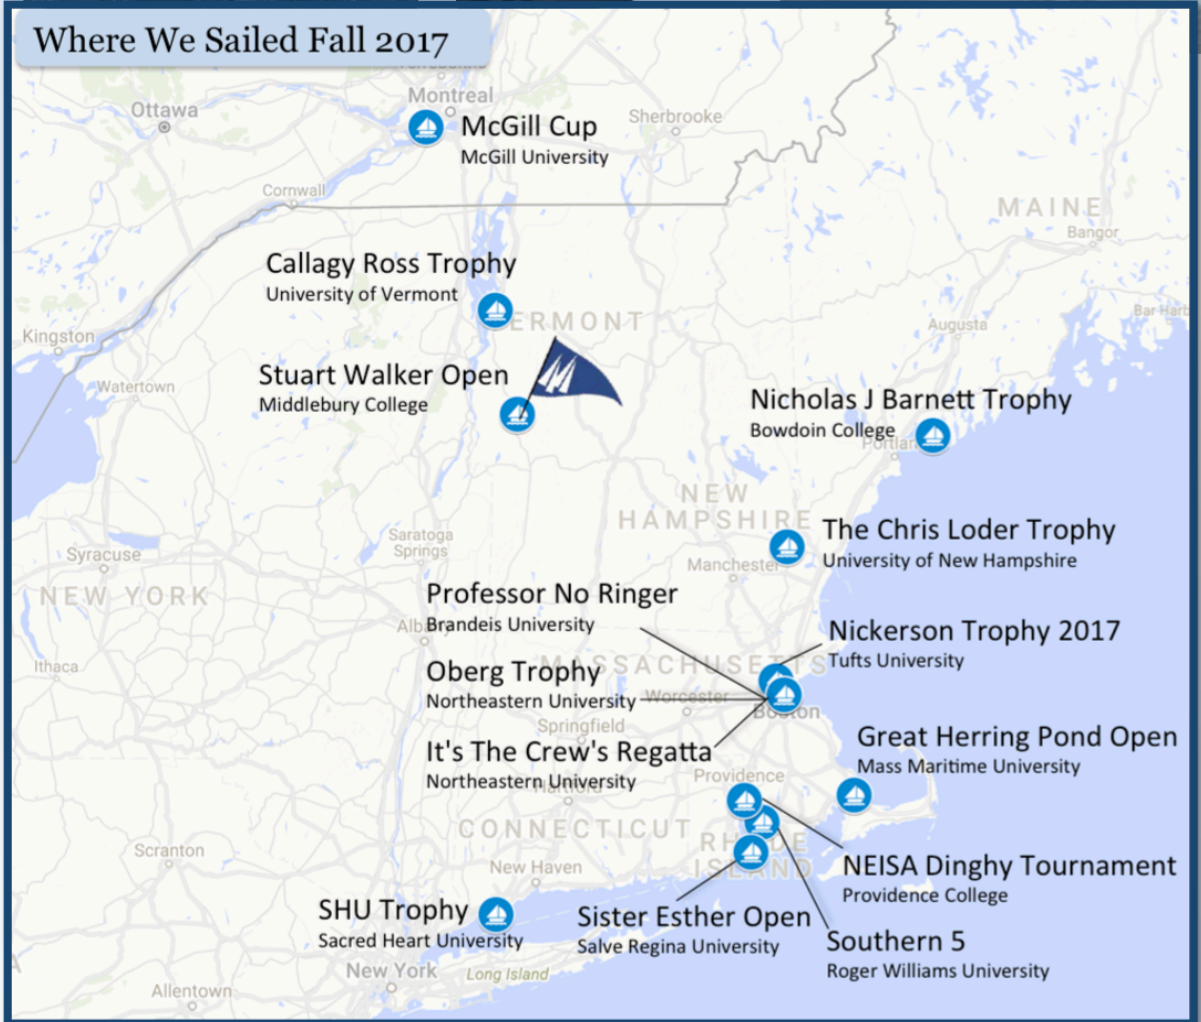 Where We Sailed Fall 2017
Montreal
Ottawa
McGill Cup
McGill University
Sherbrooke
Cornwall
MAINE
Bangor
Callagy Ross Trophy
University of Vermont
ERMONT
Bar Harb
Kingston
Augusta
Watertown
Stuart Walker Open
Middlebury College
Nicholas J Barnett Trophy
Bowdoin College
Portlan
NEW
HAMPSHIRE
Saratoga
Springs
The Chris Loder Trophy
University of New Hampshire
Syracuse
Manchester
NEW YORK
Professor No Ringer
Brandeis University
Alb
Nickerson Trophy 2017
Tufts University
Ithaca
MASSACHUSETTS
Oberg Trophy
Northeastern University
Worcester
Boston
Springfield
It's The Crew's Regatta
Northeastern University
Great Herring Pond Open
Mass Maritime University
Providence
Hartford
CONNECTICUT
RHODE
ISLAND
Scranton
New Haven
NEISA Dinghy Tournament
Providence College
SHU Trophy
Sacred Heart University
Sister Esther Open
Salve Regina University
Southern 5
Roger Williams University
New York
Long Island
Allentown